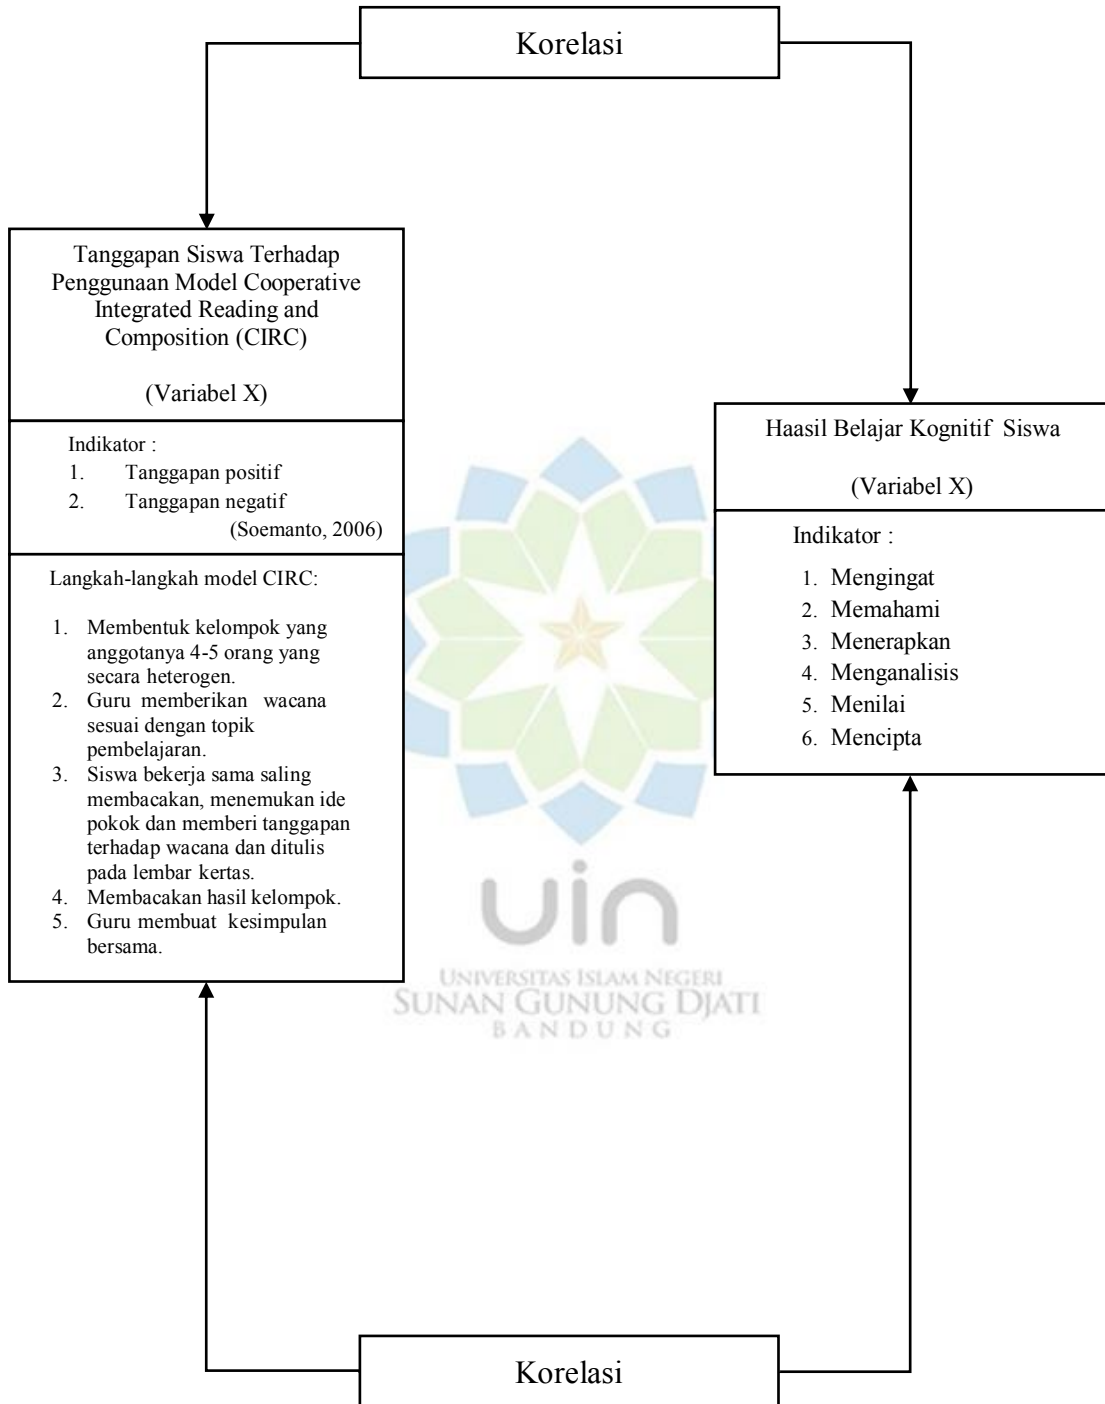 Korelasi
Tanggapan Siswa Terhadap
Penggunaan Model Cooperative
Integrated Reading and
Composition (CIRC)
(Variabel X)
Indikator :
1. Tanggapan positif
2. Tanggapan negatif
(Soemanto, 2006)
Langkah-langkah model CIRC:
1. Membentuk kelompok yang
anggotanya 4-5 orang yang
secara heterogen.
2. Guru memberikan wacana
sesuai dengan topik
pembelajaran.
3. Siswa bekerja sama saling
membacakan, menemukan ide
pokok dan memberi tanggapan
terhadap wacana dan ditulis
pada lembar kertas.
4. Membacakan hasil kelompok.
5. Guru membuat kesimpulan
bersama.
Haasil Belajar Kognitif Siswa
(Variabel X)
Indikator :
1. Mengingat
2. Memahami
3. Menerapkan
4. Menganalisis
5. Menilai
6. Mencipta
uin
UNIVERSITAS ISLAM NEGERI
SUNAN GUNUNG DJATI
BANDUNG
Korelasi